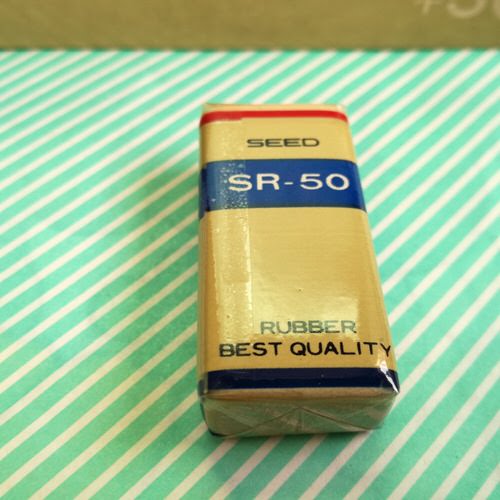 SEED
SR-50
RUBBER
BEST QUALITY